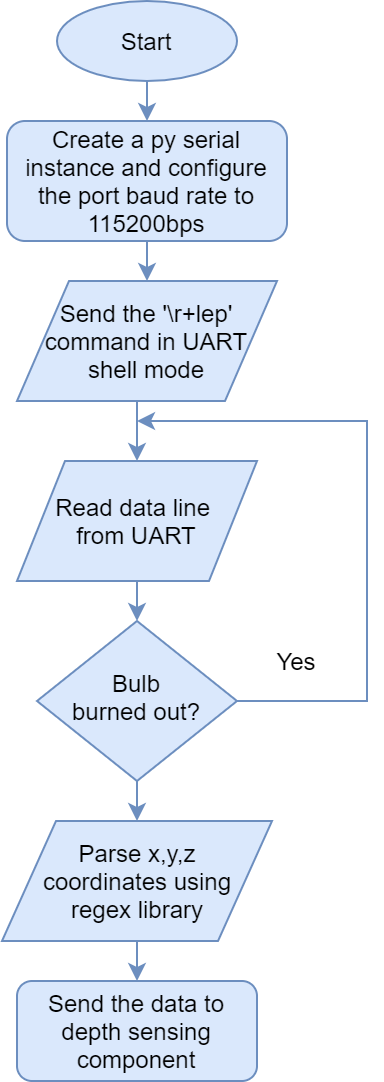 Start
Create a py serial
instance and configure
the port baud rate to
115200bps
Send the '\r+lep'
command in UART
shell mode
Read data line
from UART
Yes
Bulb
burned out?
Parse x,y,z
coordinates using
regex library
Send the data to
depth sensing
component